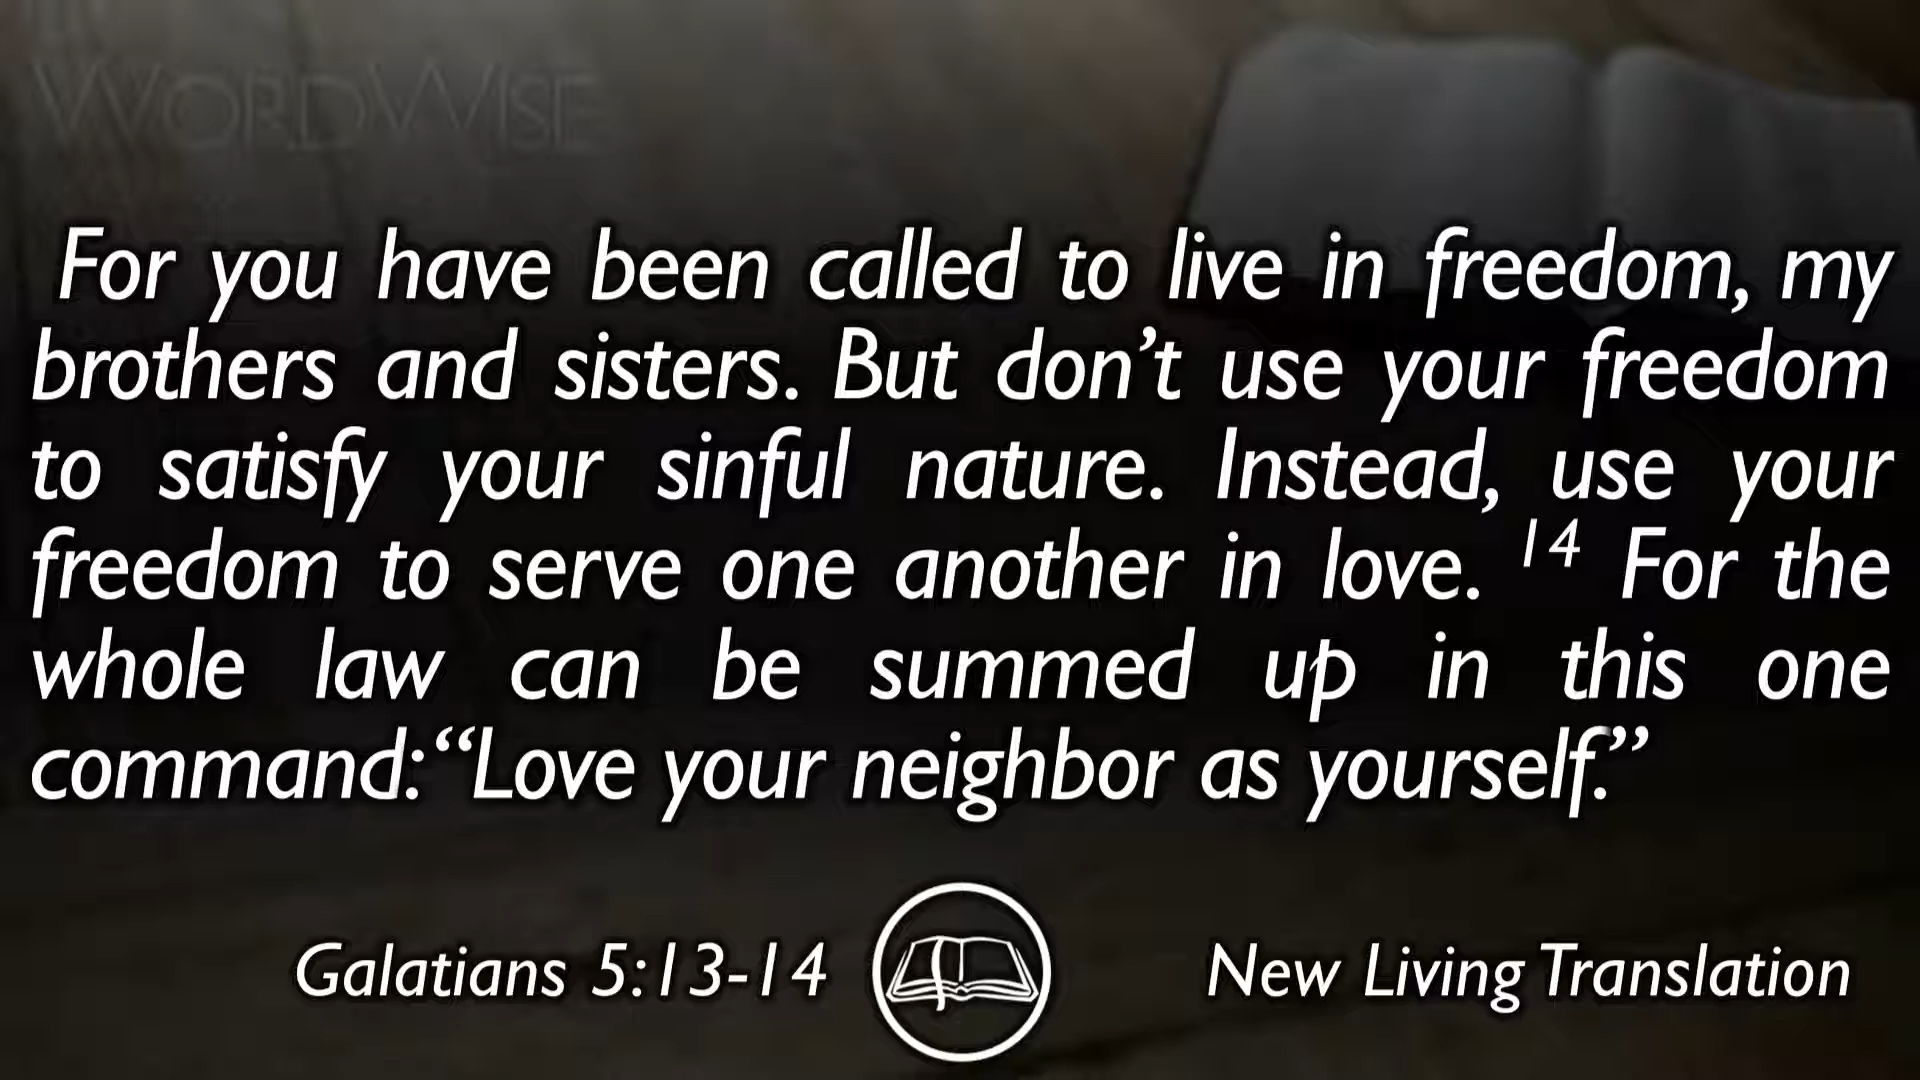 WORDWISE
For you have been called to live in freedom, my
brothers and sisters. But don’t use your freedom
to satisfy your sinful nature. Instead, use your
freedom to serve one another in love. 14 For the
whole law can be summed up in this one
command: “Love your neighbor as yourself.”
Galatians 5:13-14
New Living Translation